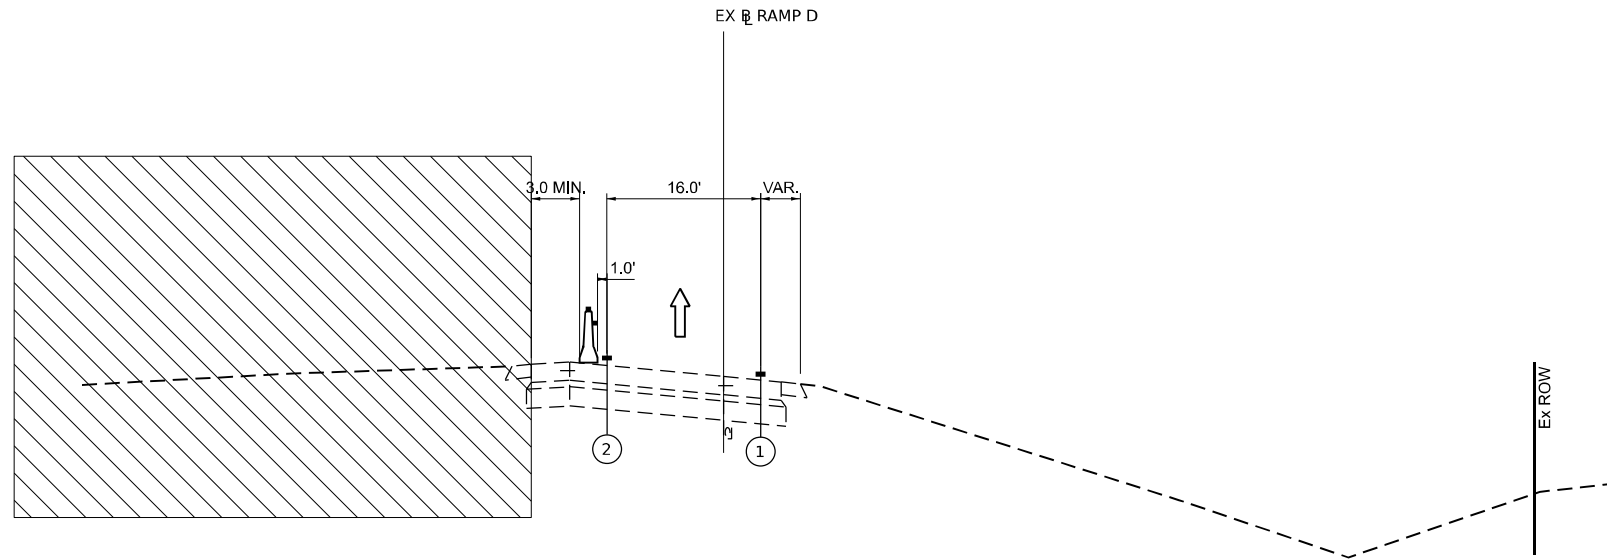 EX ⅊ RAMP D
3.0 MIN.
16.0'
VAR.
1.0'
2
1
Ex ROW